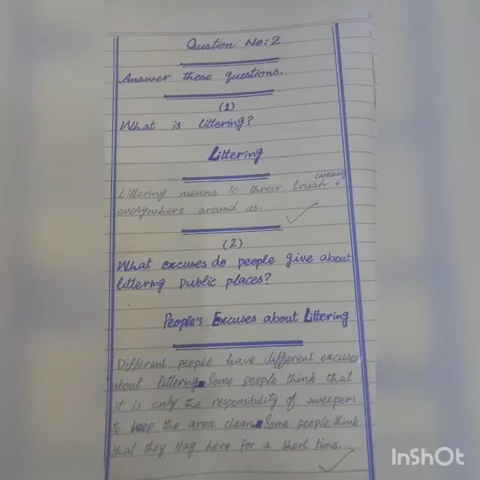 Question No:2
Answer these questions.
(1)
What is littering?
Littering
carelessly
Littering means to throw trash
everywhere around us.
(2)
What excuses do people give about
littering public places?
People's Excuses about Littering
Different people have different excuses
about littering. Some people think that
it is only the responsibility of sweepers
to keep the area clean. Some people think
that they stay here for a short time.
InShOt